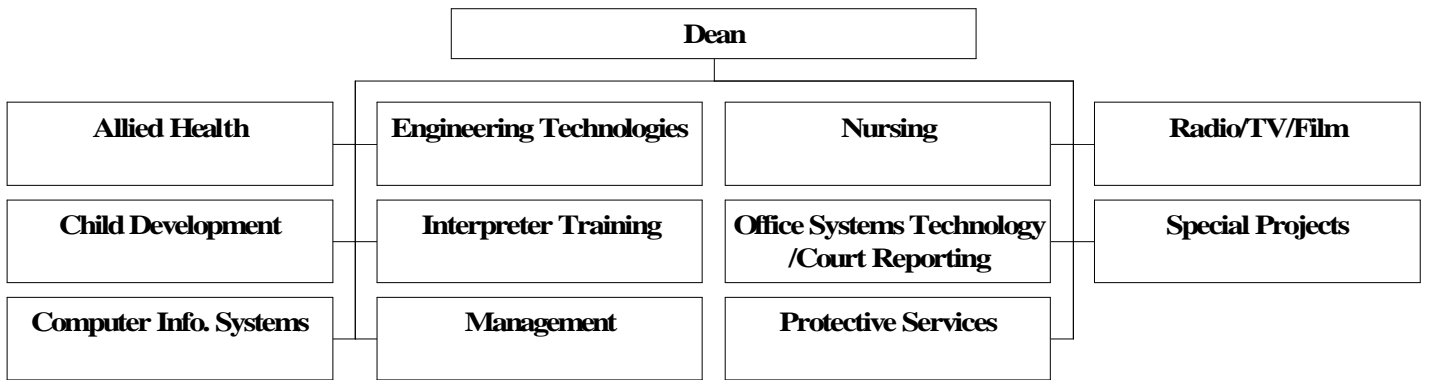 Dean
Allied Health
Engineering Technologies
Nursing
Radio/TV/Film
Child Development
Interpreter Training
Office Systems Technology
/Court Reporting
Special Projects
Computer Info. Systems
Management
Protective Services